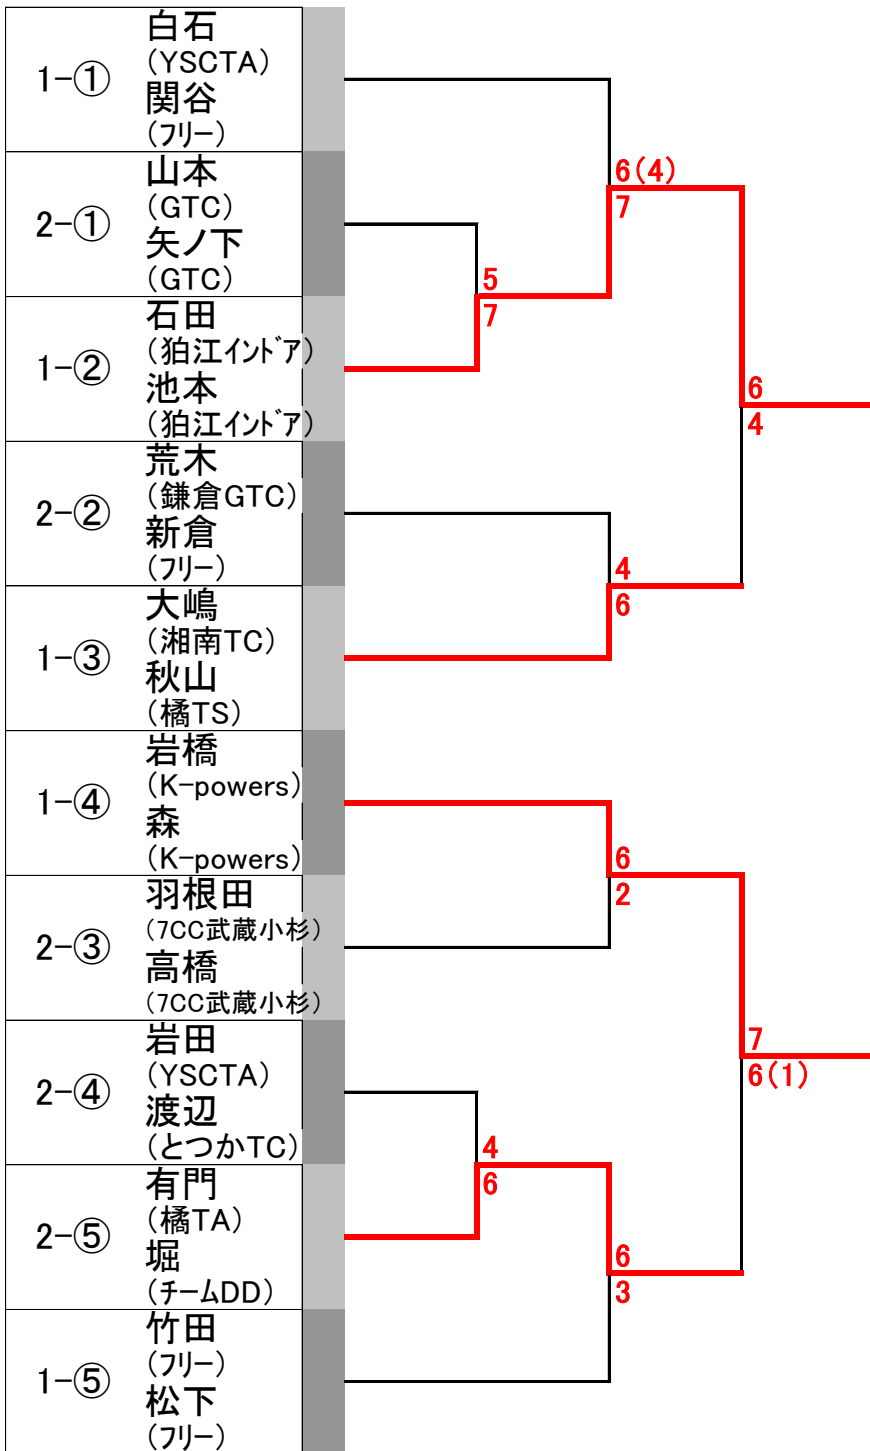 1-①
白石
(YSCTA)
関谷
(フリー)
2-①
山本
(GTC)
矢ノ下
(GTC)
1-②
石田
(狛江インドア)
池本
(狛江インドア)
2-②
荒木
(鎌倉GTC)
新倉
(フリー)
1-③
大嶋
(湘南TC)
秋山
(橘TS)
1-④
岩橋
(K-powers)
森
(K-powers)
2-③
羽根田
(7CC武蔵小杉)
高橋
(7CC武蔵小杉)
2-④
岩田
(YSCTA)
渡辺
(とつかTC)
2-⑤
有門
(橘TA)
堀
(チームDD)
1-⑤
竹田
(フリー)
松下
(フリー)
5
7
4
6
6(4)
7
4
6
6
2
6
3
6
4
7
6(1)